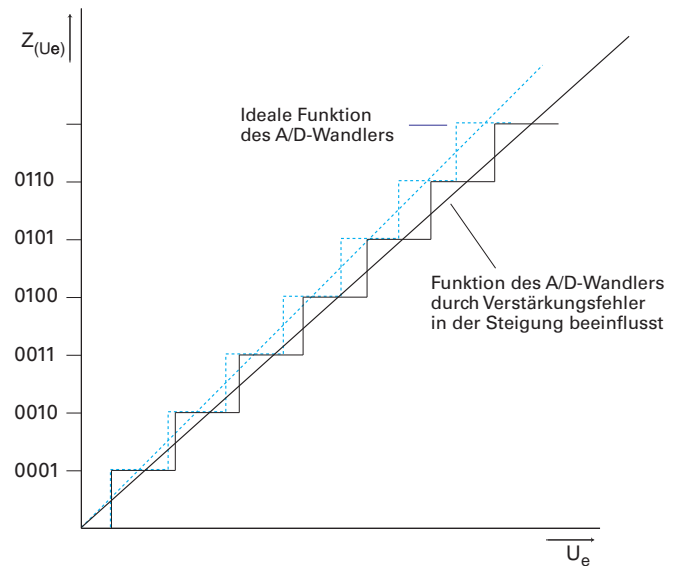 Z(Ue)
Ideale Funktion
des A/D-Wandlers
0110
0101
0100
0011
0010
0001
Funktion des A/D-Wandlers
durch Verstärkungsfehler
in der Steigung beeinflusst
Ue